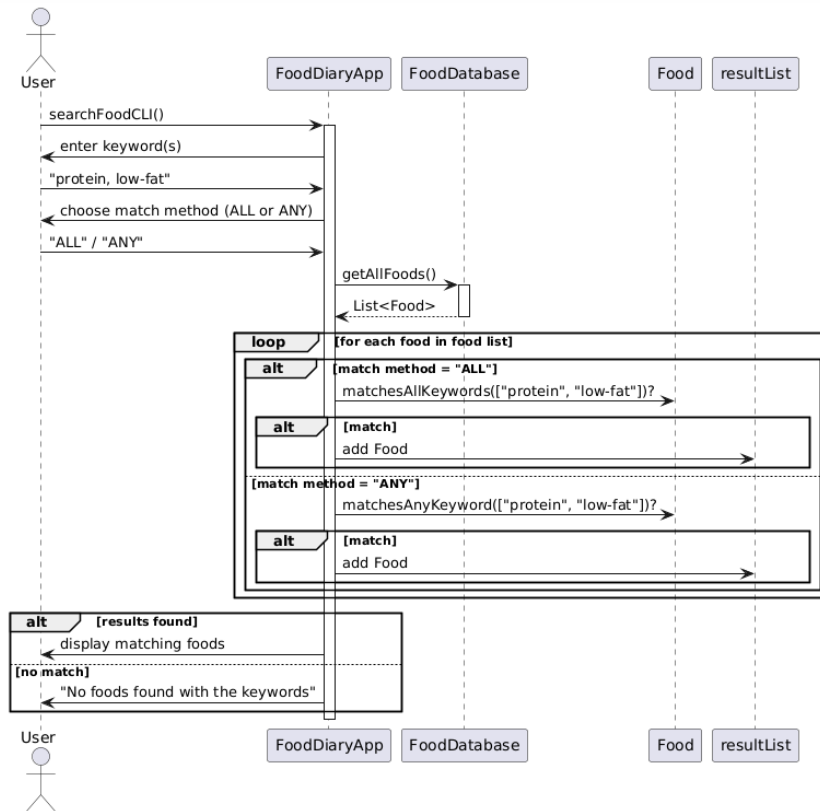 User
FoodDiaryApp
FoodDatabase
Food
resultList
searchFoodCLI()
enter keyword(s)
"protein, low-fat"
choose match method (ALL or ANY)
"ALL" / "ANY"
getAllFoods()
List<Food>
loop [for each food in food list]
alt [match method = "ALL"]
matchesAllKeywords(["protein", "low-fat"])?
alt [match]
add Food
[match method = "ANY"]
matchesAnyKeyword(["protein", "low-fat"])?
alt [match]
add Food
alt [results found]
display matching foods
[no match]
"No foods found with the keywords"
User
FoodDiaryApp
FoodDatabase
Food
resultList